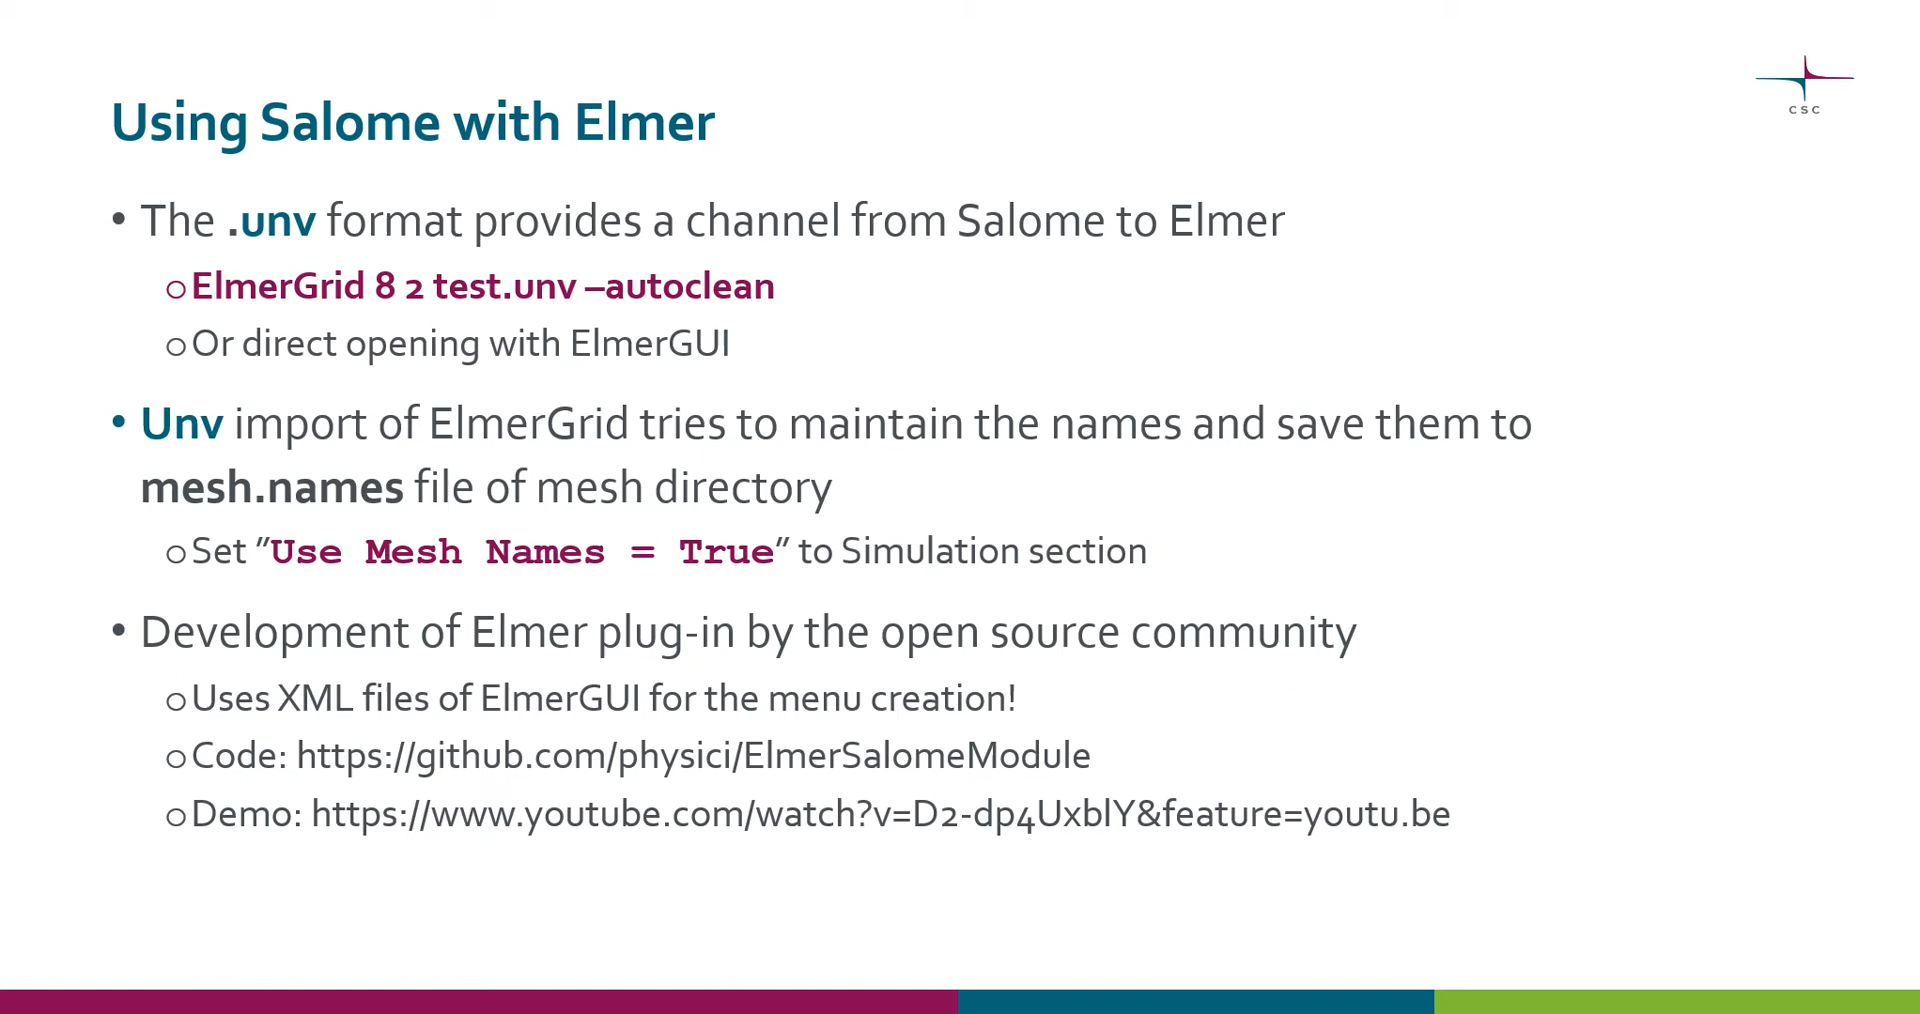 CSC
Using Salome with Elmer
• The .unv format provides a channel from Salome to Elmer
o ElmerGrid 8 2 test.unv –autoclean
o Or direct opening with ElmerGUI
• Unv import of ElmerGrid tries to maintain the names and save them to
mesh.names file of mesh directory
o Set ”Use Mesh Names = True” to Simulation section
• Development of Elmer plug-in by the open source community
o Uses XML files of ElmerGUI for the menu creation!
o Code: https://github.com/physici/ElmerSalomeModule
o Demo: https://www.youtube.com/watch?v=D2-dp4UxblY&feature=youtu.be